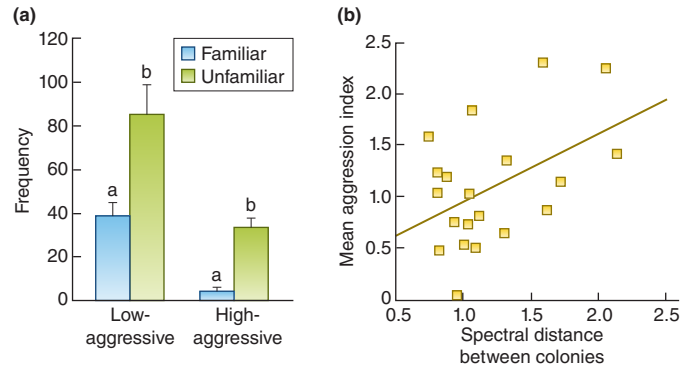 (a)
Familiar
Unfamiliar
Frequency
120
100
80
60
40
20
0
a
b
a
b
Low-
aggressive
High-
aggressive
(b)
Mean aggression index
2.5
2.0
1.5
1.0
0.5
0
0.5
1.0
1.5
2.0
2.5
Spectral distance
between colonies